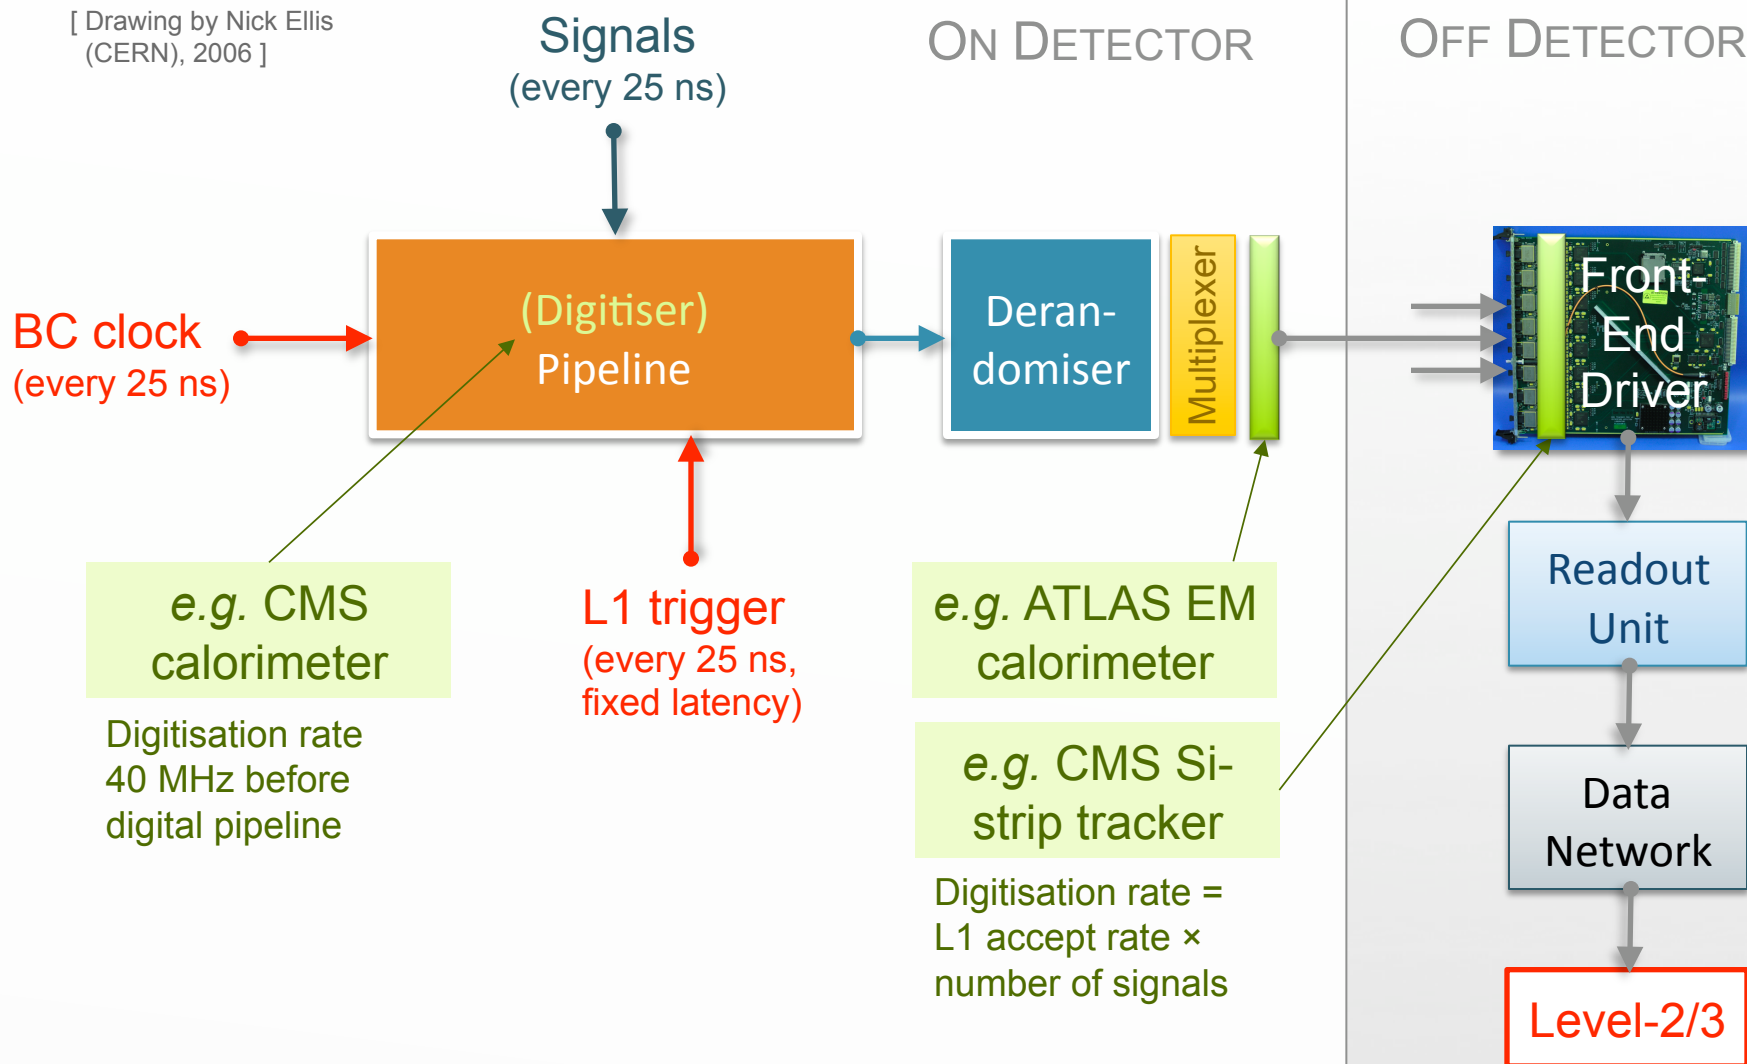 [ Drawing by Nick Ellis
(CERN), 2006 ]
Signals
(every 25 ns)
ON DETECTOR
OFF DETECTOR
BC clock
(every 25 ns)
(Digitiser)
Pipeline
Deran-
domiser
Multiplexer
Front-
End
Driver
e.g. CMS
calorimeter
Digitisation rate
40 MHz before
digital pipeline
L1 trigger
(every 25 ns,
fixed latency)
e.g. ATLAS EM
calorimeter
e.g. CMS Si-
strip tracker
Digitisation rate =
L1 accept rate ×
number of signals
Readout
Unit
Data
Network
Level-2/3